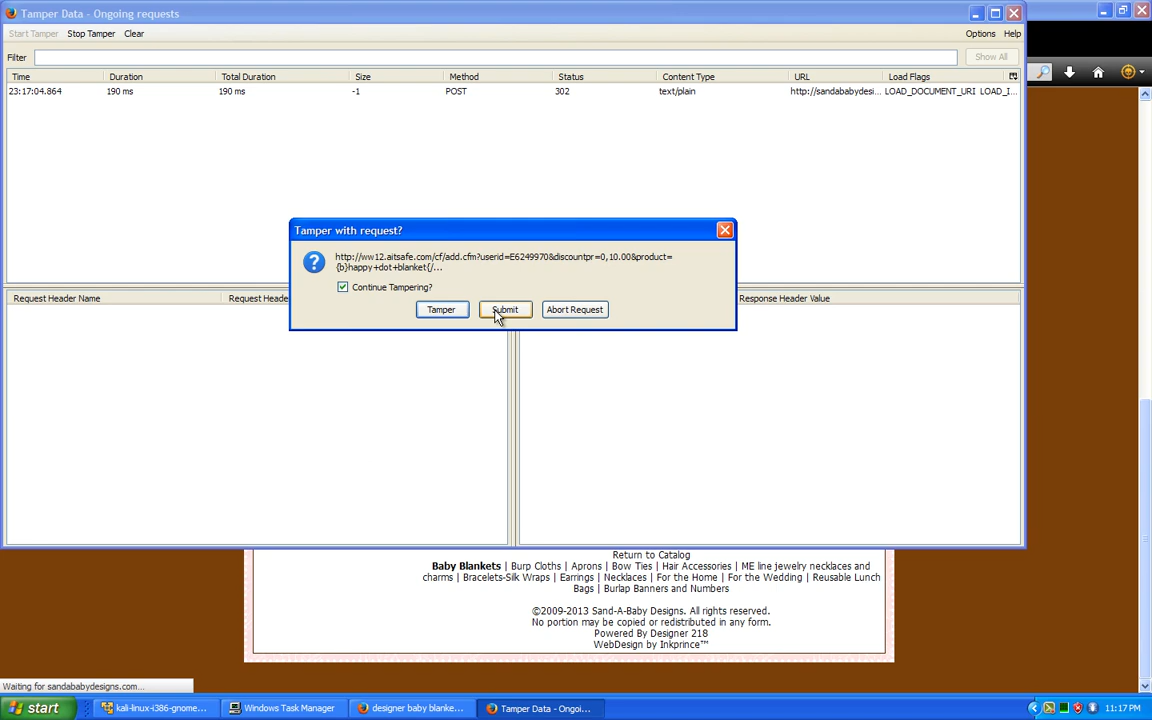 Tamper Data - Ongoing requests
Start Tamper Stop Tamper Clear Options Help
Filter Show All
Time Duration Total Duration Size Method Status Content Type URL Load Flags
23:17:04.864 190 ms 190 ms -1 POST 302 text/plain http://sandababydesi... LOAD_DOCUMENT_URI LOAD_I...
Tamper with request?
http://ww12.aitsafe.com/cf/add.cfm?userid=E6249970&discountpr=0,10.00&product=
{b}happy+dot+blanket{/...
Continue Tampering?
Tamper Submit Abort Request
Request Header Name Request Heade Response Header Value
Return to Catalog
Baby Blankets | Burp Cloths | Aprons | Bow Ties | Hair Accessories | ME line jewelry necklaces and
charms | Bracelets-Silk Wraps | Earrings | Necklaces | For the Home | For the Wedding | Reusable Lunch
Bags | Burlap Banners and Numbers
©2009-2013 Sand-A-Baby Designs. All rights reserved.
No portion may be copied or redistributed in any form.
Powered By Designer 218
WebDesign by Inkprince™
Waiting for sandababydesigns.com...
start kali-linux-i386-gnome... Windows Task Manager designer baby blanke... Tamper Data - Ongoi... 11:17 PM